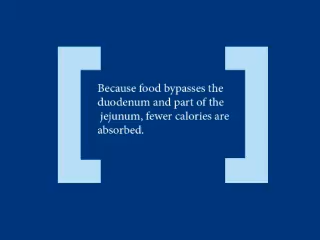 Because food bypasses the
duodenum and part of the
jejunum, fewer calories are
absorbed.